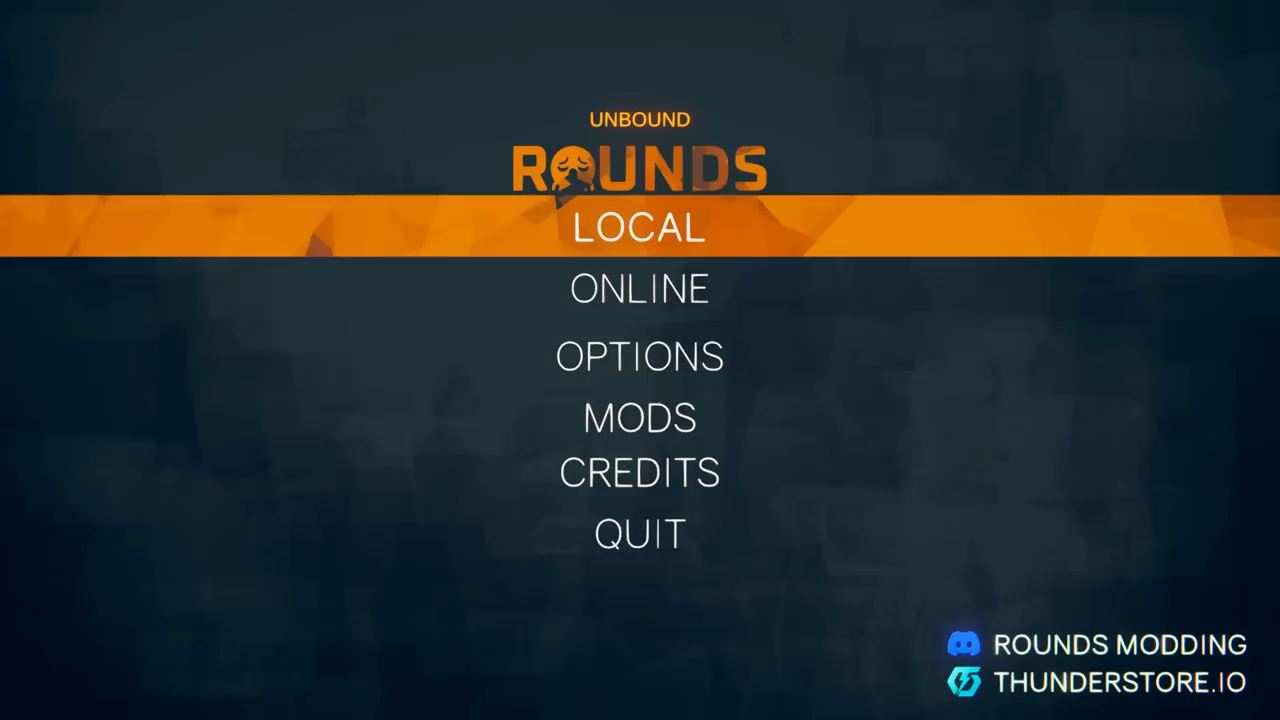 UNBOUND
ROUNDS
LOCAL
ONLINE
OPTIONS
MODS
CREDITS
QUIT
ROUNDS MODDING
THUNDERSTORE.IO